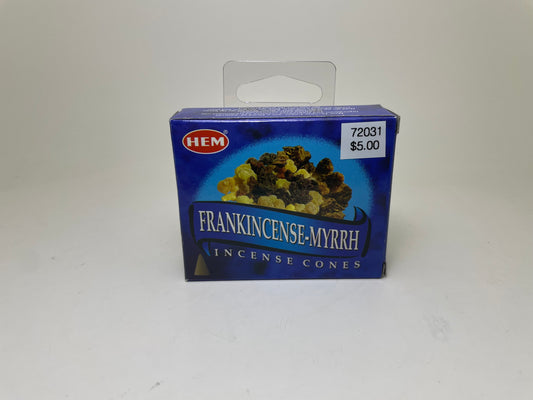 HEM
72031
$5.00
FRANKINCENSE-MYRRH
INCENSE CONES